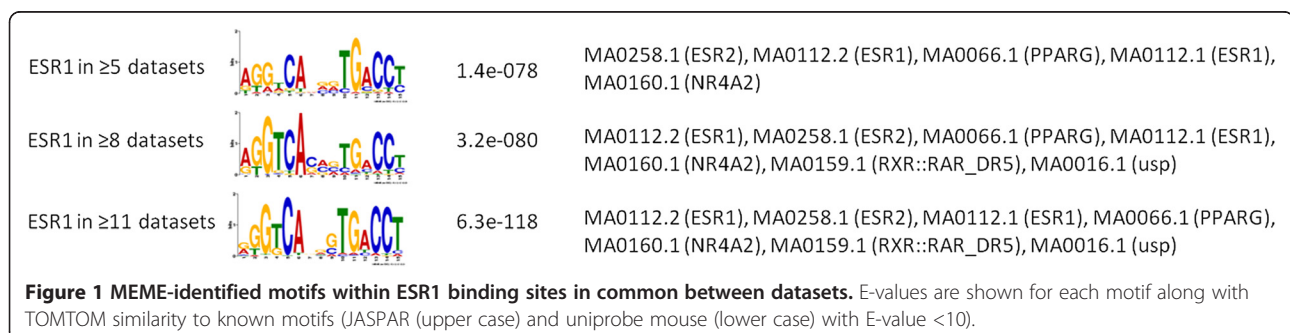 ESR1 in ≥5 datasets
1.4e-078
MA0258.1 (ESR2), MA0112.2 (ESR1), MA0066.1 (PPARG), MA0112.1 (ESR1),
MA0160.1 (NR4A2)
ESR1 in ≥8 datasets
3.2e-080
MA0112.2 (ESR1), MA0258.1 (ESR2), MA0066.1 (PPARG), MA0112.1 (ESR1),
MA0160.1 (NR4A2), MA0159.1 (RXR::RAR_DR5), MA0016.1 (usp)
ESR1 in ≥11 datasets
6.3e-118
MA0112.2 (ESR1), MA0258.1 (ESR2), MA0112.1 (ESR1), MA0066.1 (PPARG),
MA0160.1 (NR4A2), MA0159.1 (RXR::RAR_DR5), MA0016.1 (usp)
Figure 1 MEME-identified motifs within ESR1 binding sites in common between datasets. E-values are shown for each motif along with
TOMTOM similarity to known motifs (JASPAR (upper case) and uniprobe mouse (lower case) with E-value <10).